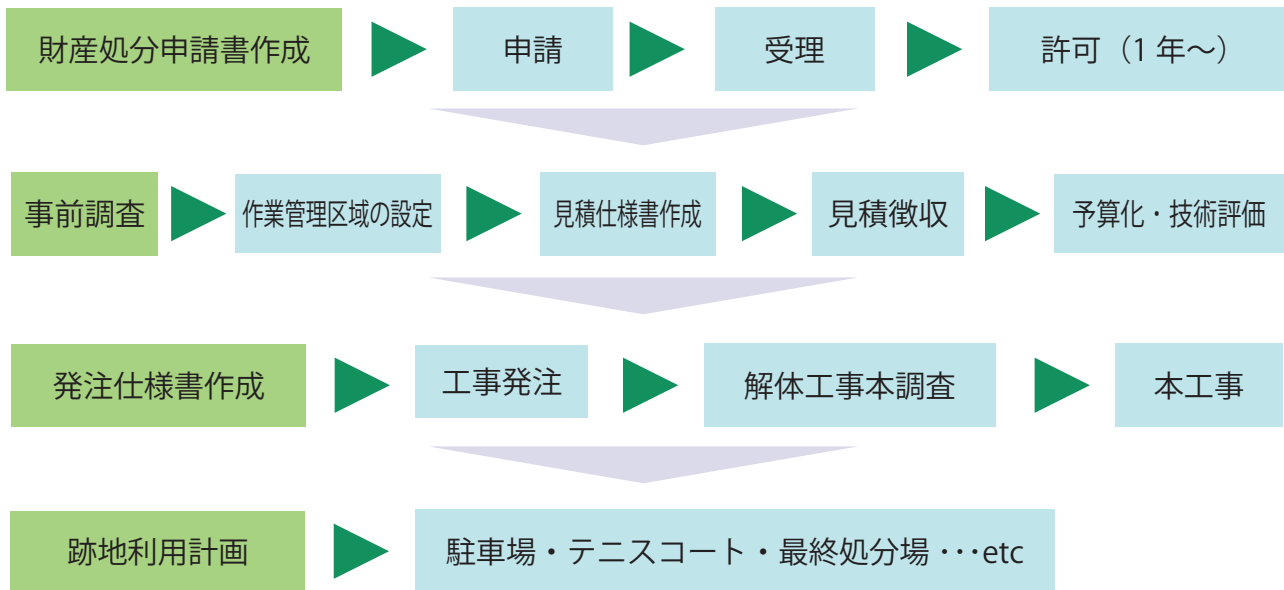 財産処分申請書作成
申請
受理
許可（1 年～）
事前調査
作業管理区域の設定
見積仕様書作成
見積徴収
予算化・技術評価
発注仕様書作成
工事発注
解体工事本調査
本工事
跡地利用計画
駐車場・テニスコート・最終処分場 ･･･etc